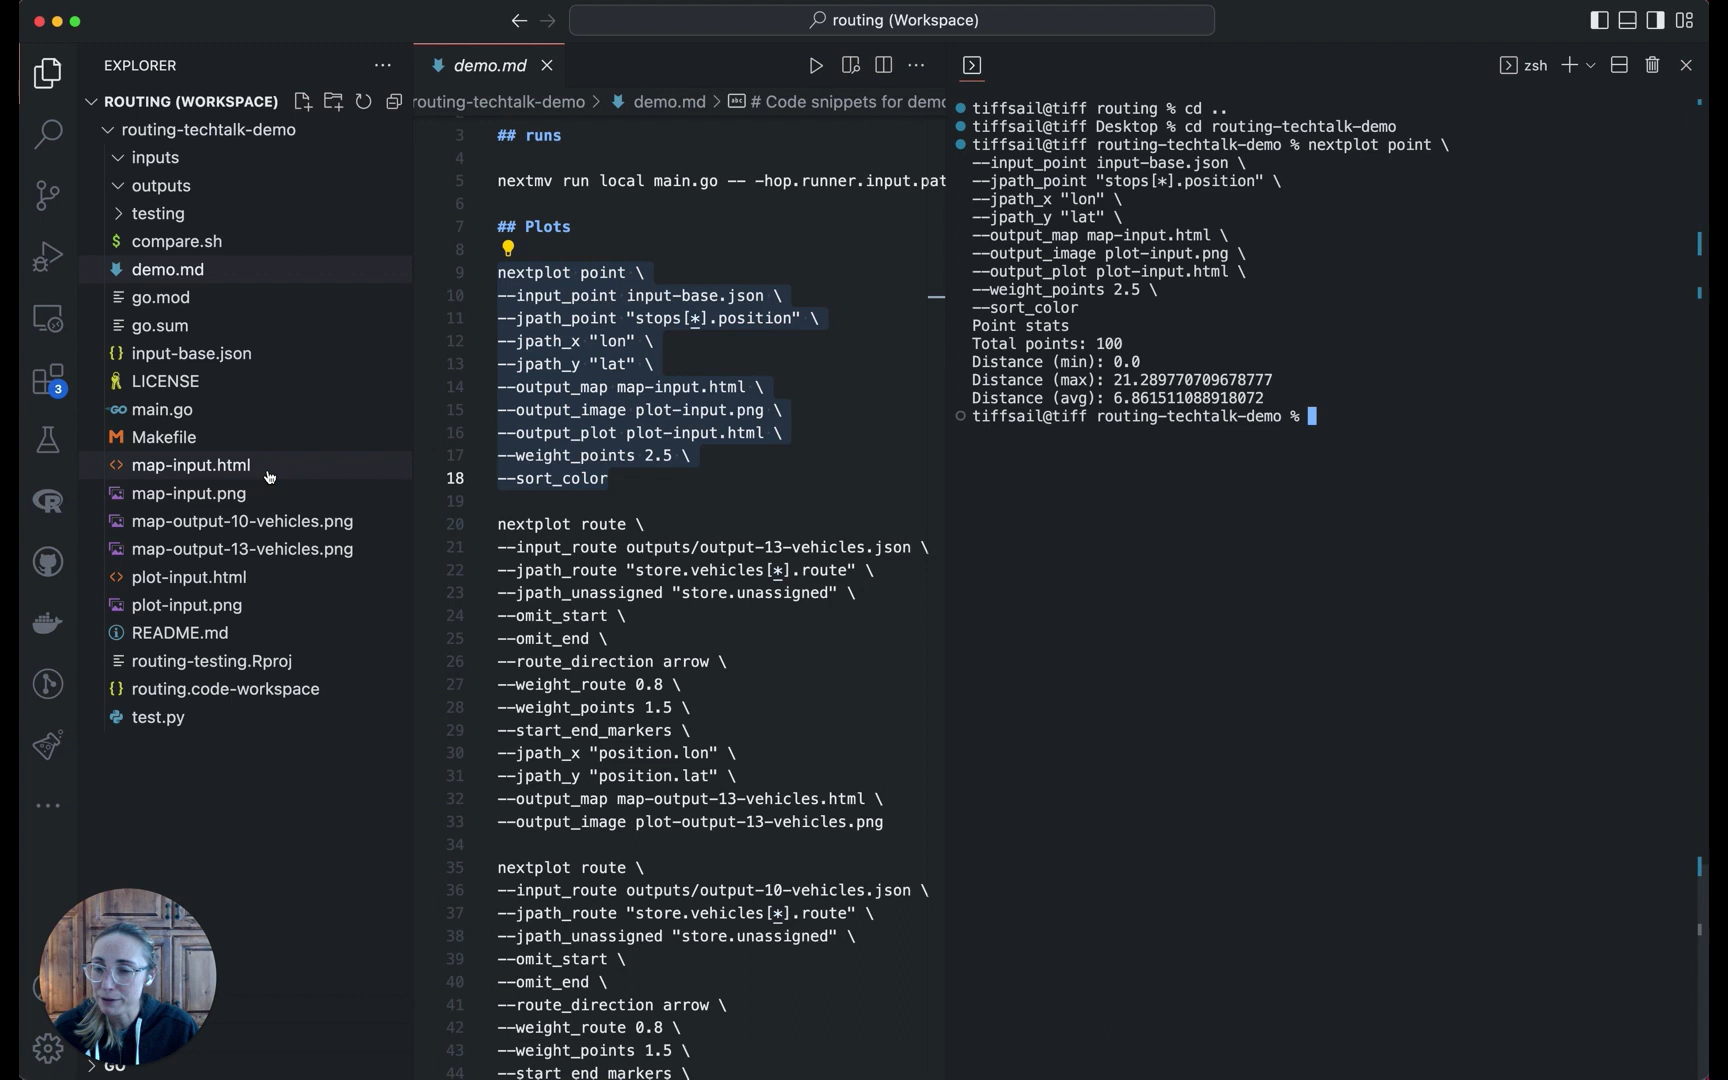 routing (Workspace)
EXPLORER
ROUTING (WORKSPACE)
routing-techtalk-demo
inputs
outputs
testing
$ compare.sh
demo.md
go.mod
go.sum
{} input-base.json
LICENSE
GO main.go
M Makefile
<> map-input.html
map-input.png
map-output-10-vehicles.png
map-output-13-vehicles.png
<> plot-input.html
plot-input.png
README.md
routing-testing.Rproj
{} routing.code-workspace
test.py
3
GO
demo.md
routing-techtalk-demo > demo.md > # Code snippets for demo
3 ## runs
4
5 nextmv run local main.go -- -hop.runner.input.pat
6
7 ## Plots
8
9 nextplot point \
10 --input_point input-base.json \
11 --jpath_point "stops[*].position" \
12 --jpath_x "lon" \
13 --jpath_y "lat" \
14 --output_map map-input.html \
15 --output_image plot-input.png \
16 --output_plot plot-input.html \
17 --weight_points 2.5 \
18 --sort_color
19
20 nextplot route \
21 --input_route outputs/output-13-vehicles.json \
22 --jpath_route "store.vehicles[*].route" \
23 --jpath_unassigned "store.unassigned" \
24 --omit_start \
25 --omit_end \
26 --route_direction arrow \
27 --weight_route 0.8 \
28 --weight_points 1.5 \
29 --start_end_markers \
30 --jpath_x "position.lon" \
31 --jpath_y "position.lat" \
32 --output_map map-output-13-vehicles.html \
33 --output_image plot-output-13-vehicles.png
34
35 nextplot route \
36 --input_route outputs/output-10-vehicles.json \
37 --jpath_route "store.vehicles[*].route" \
38 --jpath_unassigned "store.unassigned" \
39 --omit_start \
40 --omit_end \
41 --route_direction arrow \
42 --weight_route 0.8 \
43 --weight_points 1.5 \
44 --start_end_markers \
zsh
tiffsail@tiff routing % cd ..
tiffsail@tiff Desktop % cd routing-techtalk-demo
tiffsail@tiff routing-techtalk-demo % nextplot point \
--input_point input-base.json \
--jpath_point "stops[*].position" \
--jpath_x "lon" \
--jpath_y "lat" \
--output_map map-input.html \
--output_image plot-input.png \
--output_plot plot-input.html \
--weight_points 2.5 \
--sort_color
Point stats
Total points: 100
Distance (min): 0.0
Distance (max): 21.289770709678777
Distance (avg): 6.861511088918072
tiffsail@tiff routing-techtalk-demo %